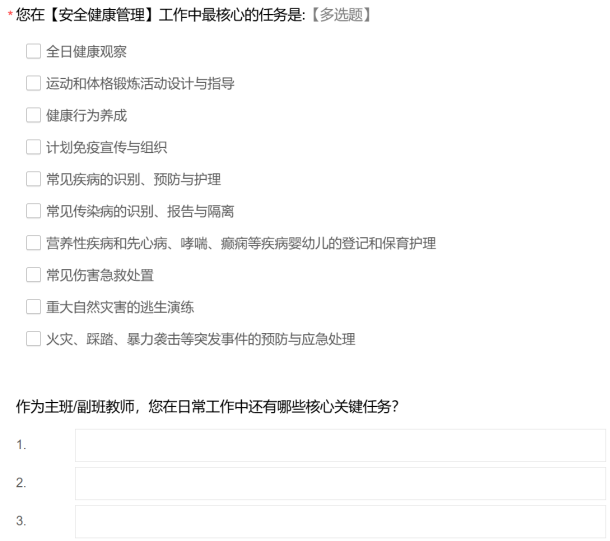 *您在【安全健康管理】工作中最核心的任务是:【多选题】
全日健康观察
运动和体格锻炼活动设计与指导
健康行为养成
计划免疫宣传与组织
常见疾病的识别、预防与护理
常见传染病的识别、报告与隔离
营养性疾病和先心病、哮喘、癫痫等疾病婴幼儿的登记和保育护理
常见伤害急救处置
重大自然灾害的逃生演练
火灾、踩踏、暴力袭击等突发事件的预防与应急处理
作为主班/副班教师，您在日常工作中还有哪些核心关键任务?
1.
2.
3.